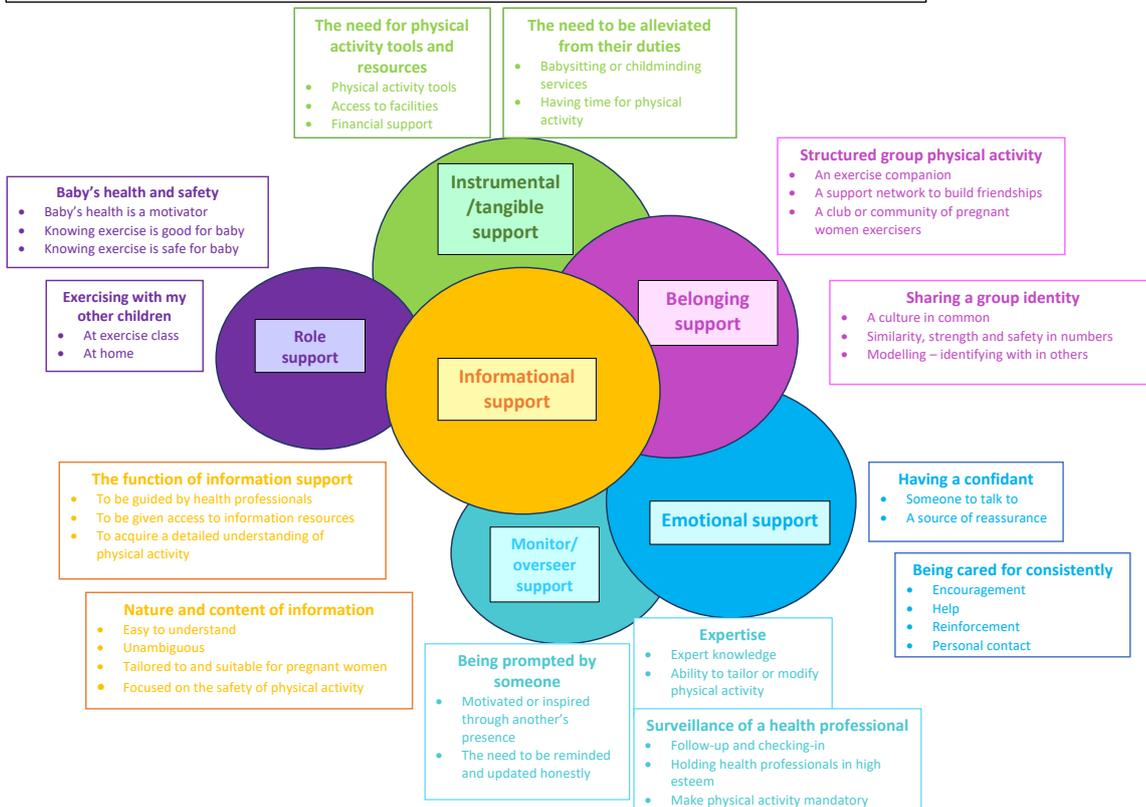 The need for physical
activity tools and
resources
• Physical activity tools
• Access to facilities
• Financial support
The need to be alleviated
from their duties
• Babysitting or childminding
services
• Having time for physical
activity
Instrumental
/tangible
support
Structured group physical activity
• An exercise companion
• A support network to build friendships
• A club or community of pregnant
women exercisers
Baby's health and safety
• Baby's health is a motivator
• Knowing exercise is good for baby
• Knowing exercise is safe for baby
Exercising with my
other children
• At exercise class
• At home
Role
support
Belonging
support
Sharing a group identity
• A culture in common
• Similarity, strength and safety in numbers
• Modelling – identifying with in others
Informational
support
The function of information support
• To be guided by health professionals
• To be given access to information resources
• To acquire a detailed understanding of
physical activity
Nature and content of information
• Easy to understand
• Unambiguous
• Tailored to and suitable for pregnant women
• Focused on the safety of physical activity
Monitor/
overseer
support
Emotional support
Having a confidant
• Someone to talk to
• A source of reassurance
Being cared for consistently
• Encouragement
• Help
• Reinforcement
• Personal contact
Being prompted by
someone
• Motivated or inspired
through another's
presence
• The need to be reminded
and updated honestly
Expertise
• Expert knowledge
• Ability to tailor or modify
physical activity
Surveillance of a health professional
• Follow-up and checking-in
• Holding health professionals in high
esteem
• Make physical activity mandatory